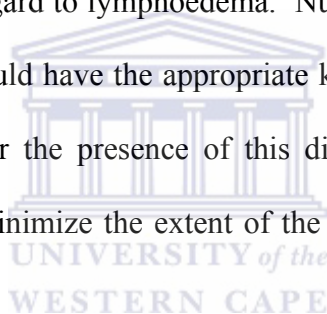 gard to lymphoedema. Nu
uld have the appropriate k
r the presence of this di
inimize the extent of the
UNIVERSITY of the
WESTERN CAPE